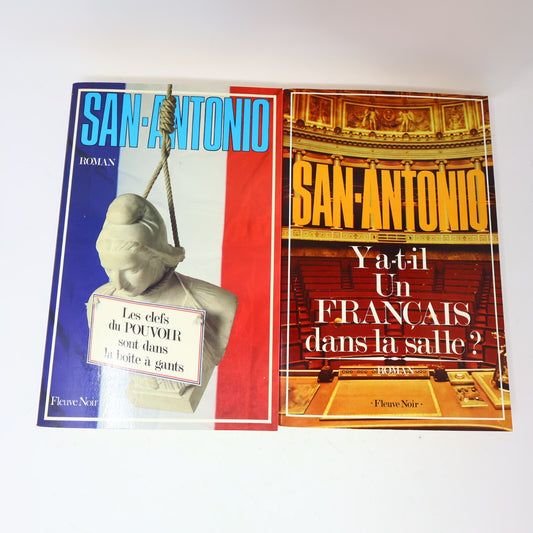 SAN-ANTONIO
ROMAN
Les clefs
du POUVOIR
sont dans
la boîte à gants
Fleuve Noir
SAN-ANTONIO
Y a-t-il
Un
FRANÇAIS
dans la salle ?
ROMAN
· Fleuve Noir ·